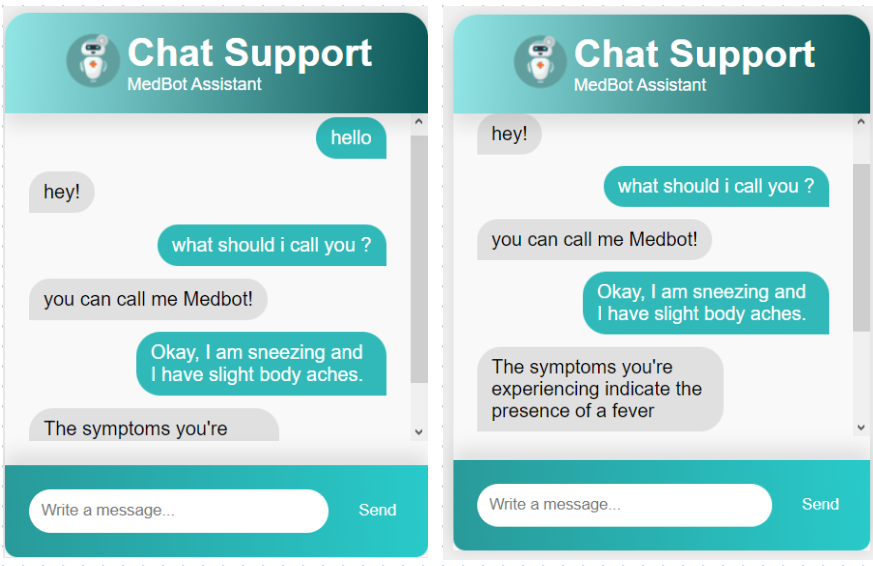 Chat Support
MedBot Assistant
hello
hey!
what should i call you ?
you can call me Medbot!
Okay, I am sneezing and
I have slight body aches.
The symptoms you're
Write a message...
Send
Chat Support
MedBot Assistant
hey!
what should i call you ?
you can call me Medbot!
Okay, I am sneezing and
I have slight body aches.
The symptoms you're
experiencing indicate the
presence of a fever
Write a message...
Send